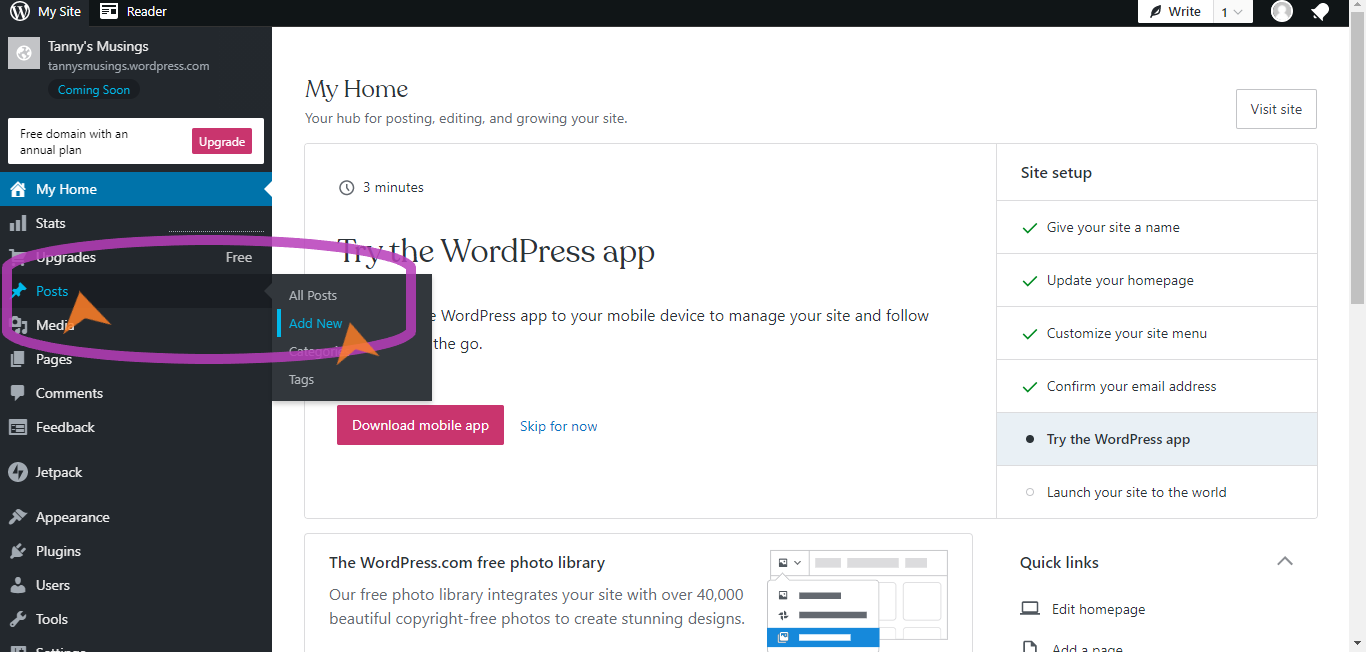 My Site
Reader
Write
1
Tanny's Musings
tannysmusings.wordpress.com
Coming Soon
Free domain with an
annual plan
Upgrade
My Home
Stats
Upgrades
Free
Posts
Media
Pages
Comments
Feedback
Jetpack
Appearance
Plugins
Users
Tools
Settings
All Posts
Add New
Categori
Tags
My Home
Your hub for posting, editing, and growing your site.
Visit site
3 minutes
Try the WordPress app
e WordPress app to your mobile device to manage your site and follow
the go.
Download mobile app
Skip for now
Site setup
Give your site a name
Update your homepage
Customize your site menu
Confirm your email address
Try the WordPress app
Launch your site to the world
The WordPress.com free photo library
Our free photo library integrates your site with over 40,000
beautiful copyright-free photos to create stunning designs.
Quick links
Edit homepage
Add a page